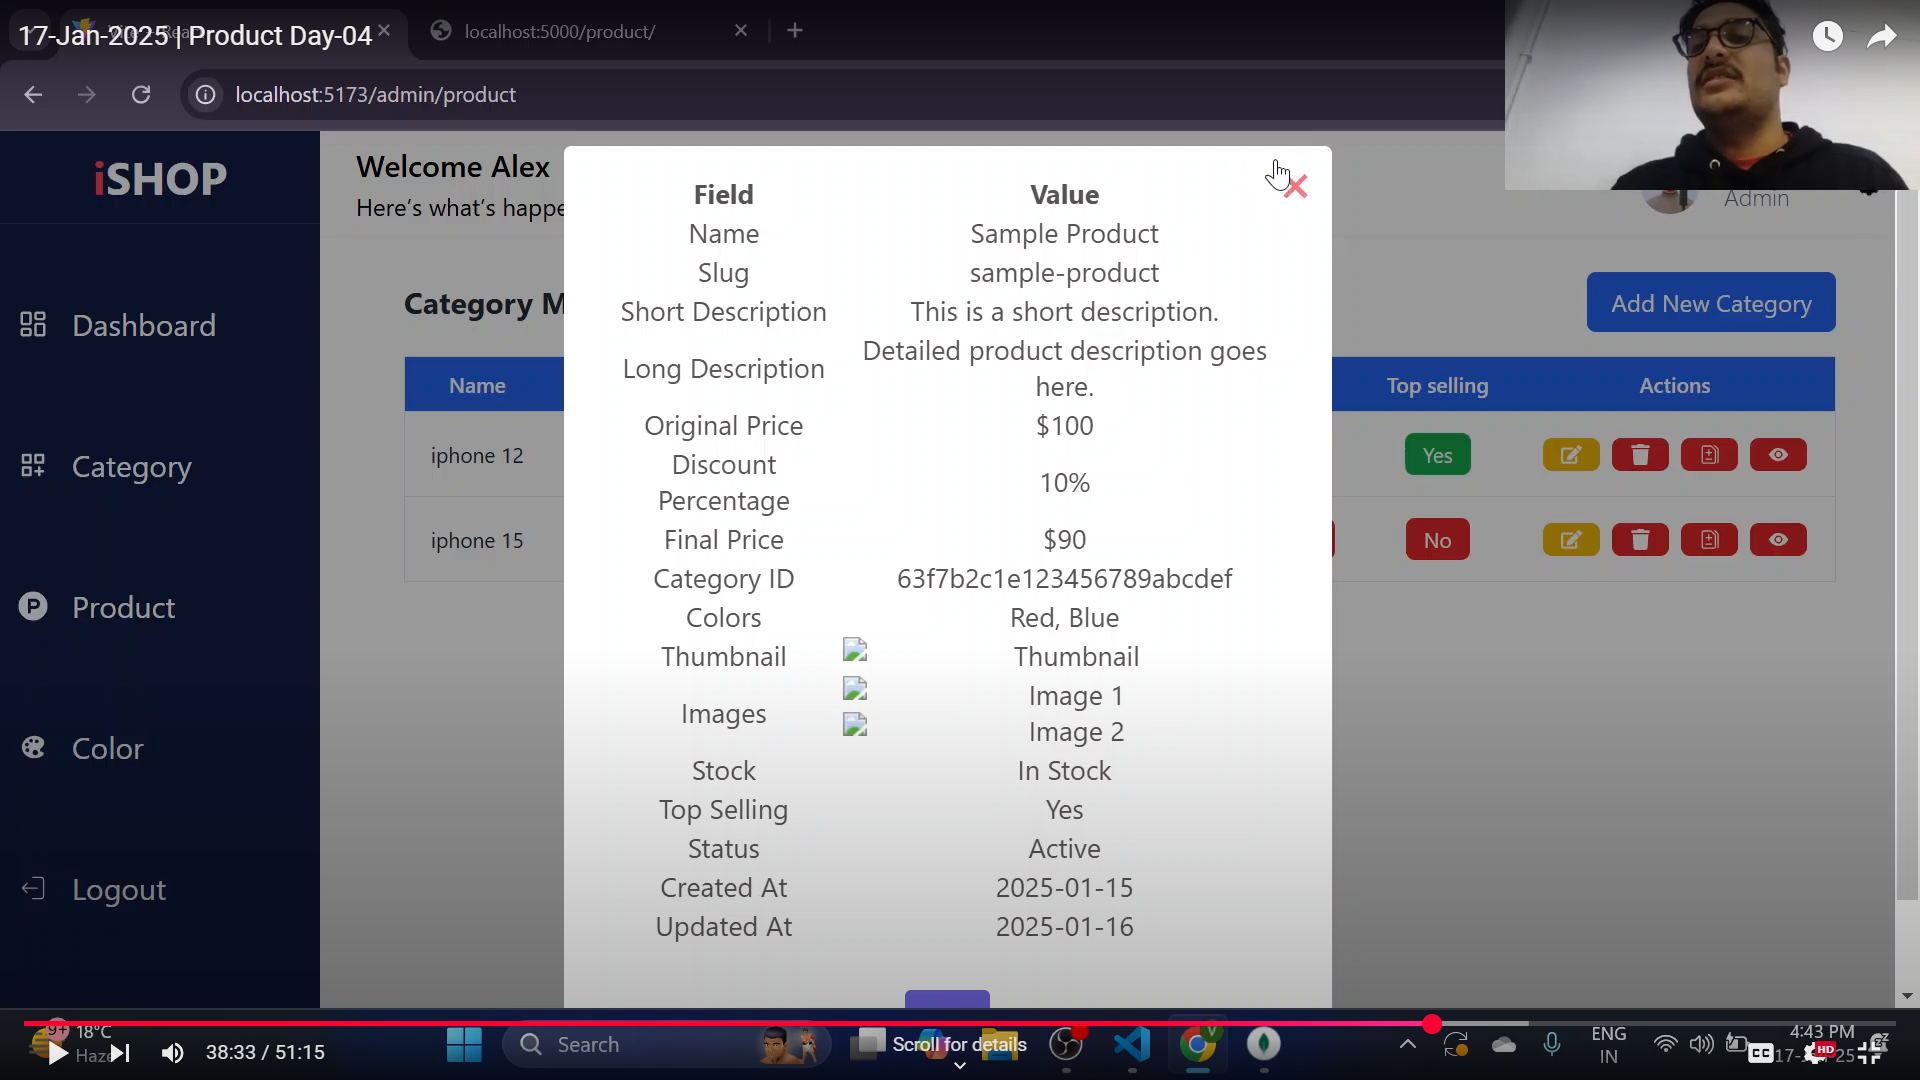 17-Jan-2025 | Product Day-04
localhost:5000/product/
localhost:5173/admin/product
iSHOP
Welcome Alex
Here's what's happe
Admin
Dashboard
Category
Product
Color
Logout
Category M
Add New Category
Name
Top selling
Actions
iphone 12
Yes
iphone 15
No
Field Value
Name Sample Product
Slug sample-product
Short Description This is a short description.
Long Description Detailed product description goes
here.
Original Price $100
Discount
Percentage 10%
Final Price $90
Category ID 63f7b2c1e123456789abcdef
Colors Red, Blue
Thumbnail Thumbnail
Images Image 1
Image 2
Stock In Stock
Top Selling Yes
Status Active
Created At 2025-01-15
Updated At 2025-01-16
9+
18°C
Haze
38:33 / 51:15
Search
Scroll for details
V
ENG
IN
4:43 PM
CC
HD